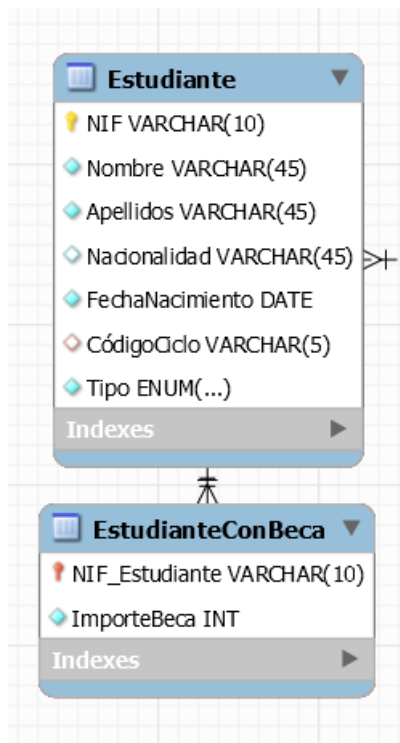 Estudiante
NIF VARCHAR(10)
Nombre VARCHAR(45)
Apellidos VARCHAR(45)
Nacionalidad VARCHAR(45)
FechaNacimiento DATE
CódigoCiclo VARCHAR(5)
Tipo ENUM(...)
Indexes
EstudianteConBeca
NIF_Estudiante VARCHAR(10)
ImporteBeca INT
Indexes